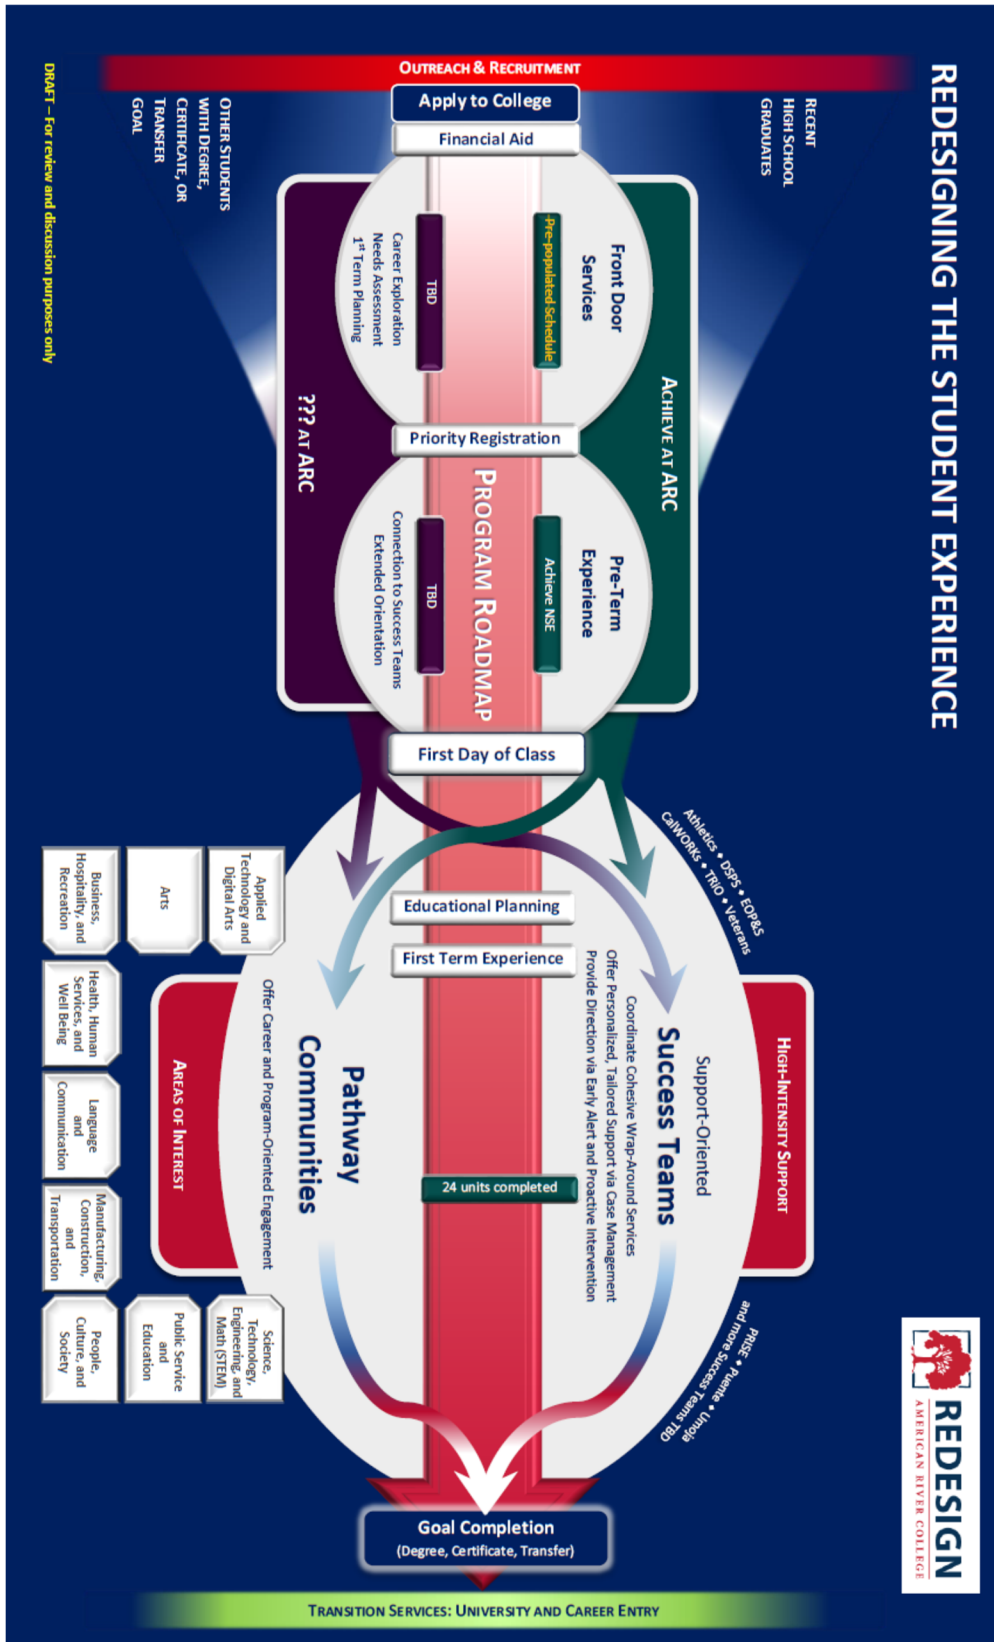 REDESIGNING THE STUDENT EXPERIENCE
REDESIGN
AMERICAN RIVER COLLEGE
OUTREACH & RECRUITMENT
RECENT
HIGH SCHOOL
GRADUATES
OTHER STUDENTS
WITH DEGREE,
CERTIFICATE, OR
TRANSFER
GOAL
DRAFT – For review and discussion purposes only
Apply to College
Financial Aid
ACHIEVE AT ARC
Front Door
Services
Pre-populated Schedule
TBD
Career Exploration
Needs Assessment
1st Term Planning
??? AT ARC
Priority Registration
PROGRAM ROADMAP
Pre-Term
Experience
Achieve NSE
TBD
Connection to Success Teams
Extended Orientation
First Day of Class
Athletics ♦ DSPS ♦ EOP&S
CalWORKs ♦ TRiO ♦ Veterans
HIGH-INTENSITY SUPPORT
PRISE ♦ Puente ♦ Umoja
and more Success Teams TBD
Educational Planning
First Term Experience
Support-Oriented
Success Teams
Coordinate Cohesive Wrap-Around Services
Offer Personalized, Tailored Support via Case Management
Provide Direction via Early Alert and Proactive Intervention
24 units completed
Pathway
Communities
Offer Career and Program-Oriented Engagement
AREAS OF INTEREST
Applied
Technology and
Digital Arts
Arts
Business,
Hospitality, and
Recreation
Health, Human
Services, and
Well Being
Language
and
Communication
Manufacturing,
Construction,
and
Transportation
People,
Culture, and
Society
Public Service
and
Education
Science,
Technology,
Engineering, and
Math (STEM)
Goal Completion
(Degree, Certificate, Transfer)
TRANSITION SERVICES: UNIVERSITY AND CAREER ENTRY